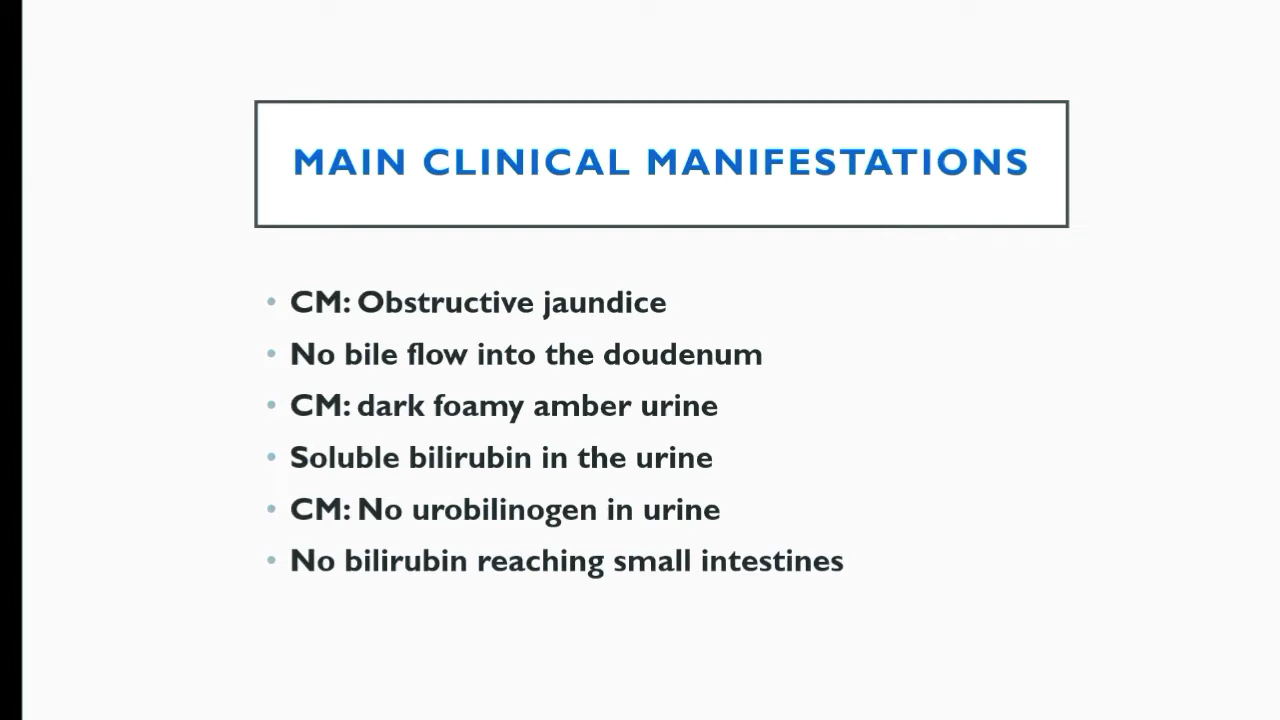 MAIN CLINICAL MANIFESTATIONS
• CM: Obstructive jaundice
• No bile flow into the doudenum
• CM: dark foamy amber urine
• Soluble bilirubin in the urine
• CM: No urobilinogen in urine
• No bilirubin reaching small intestines